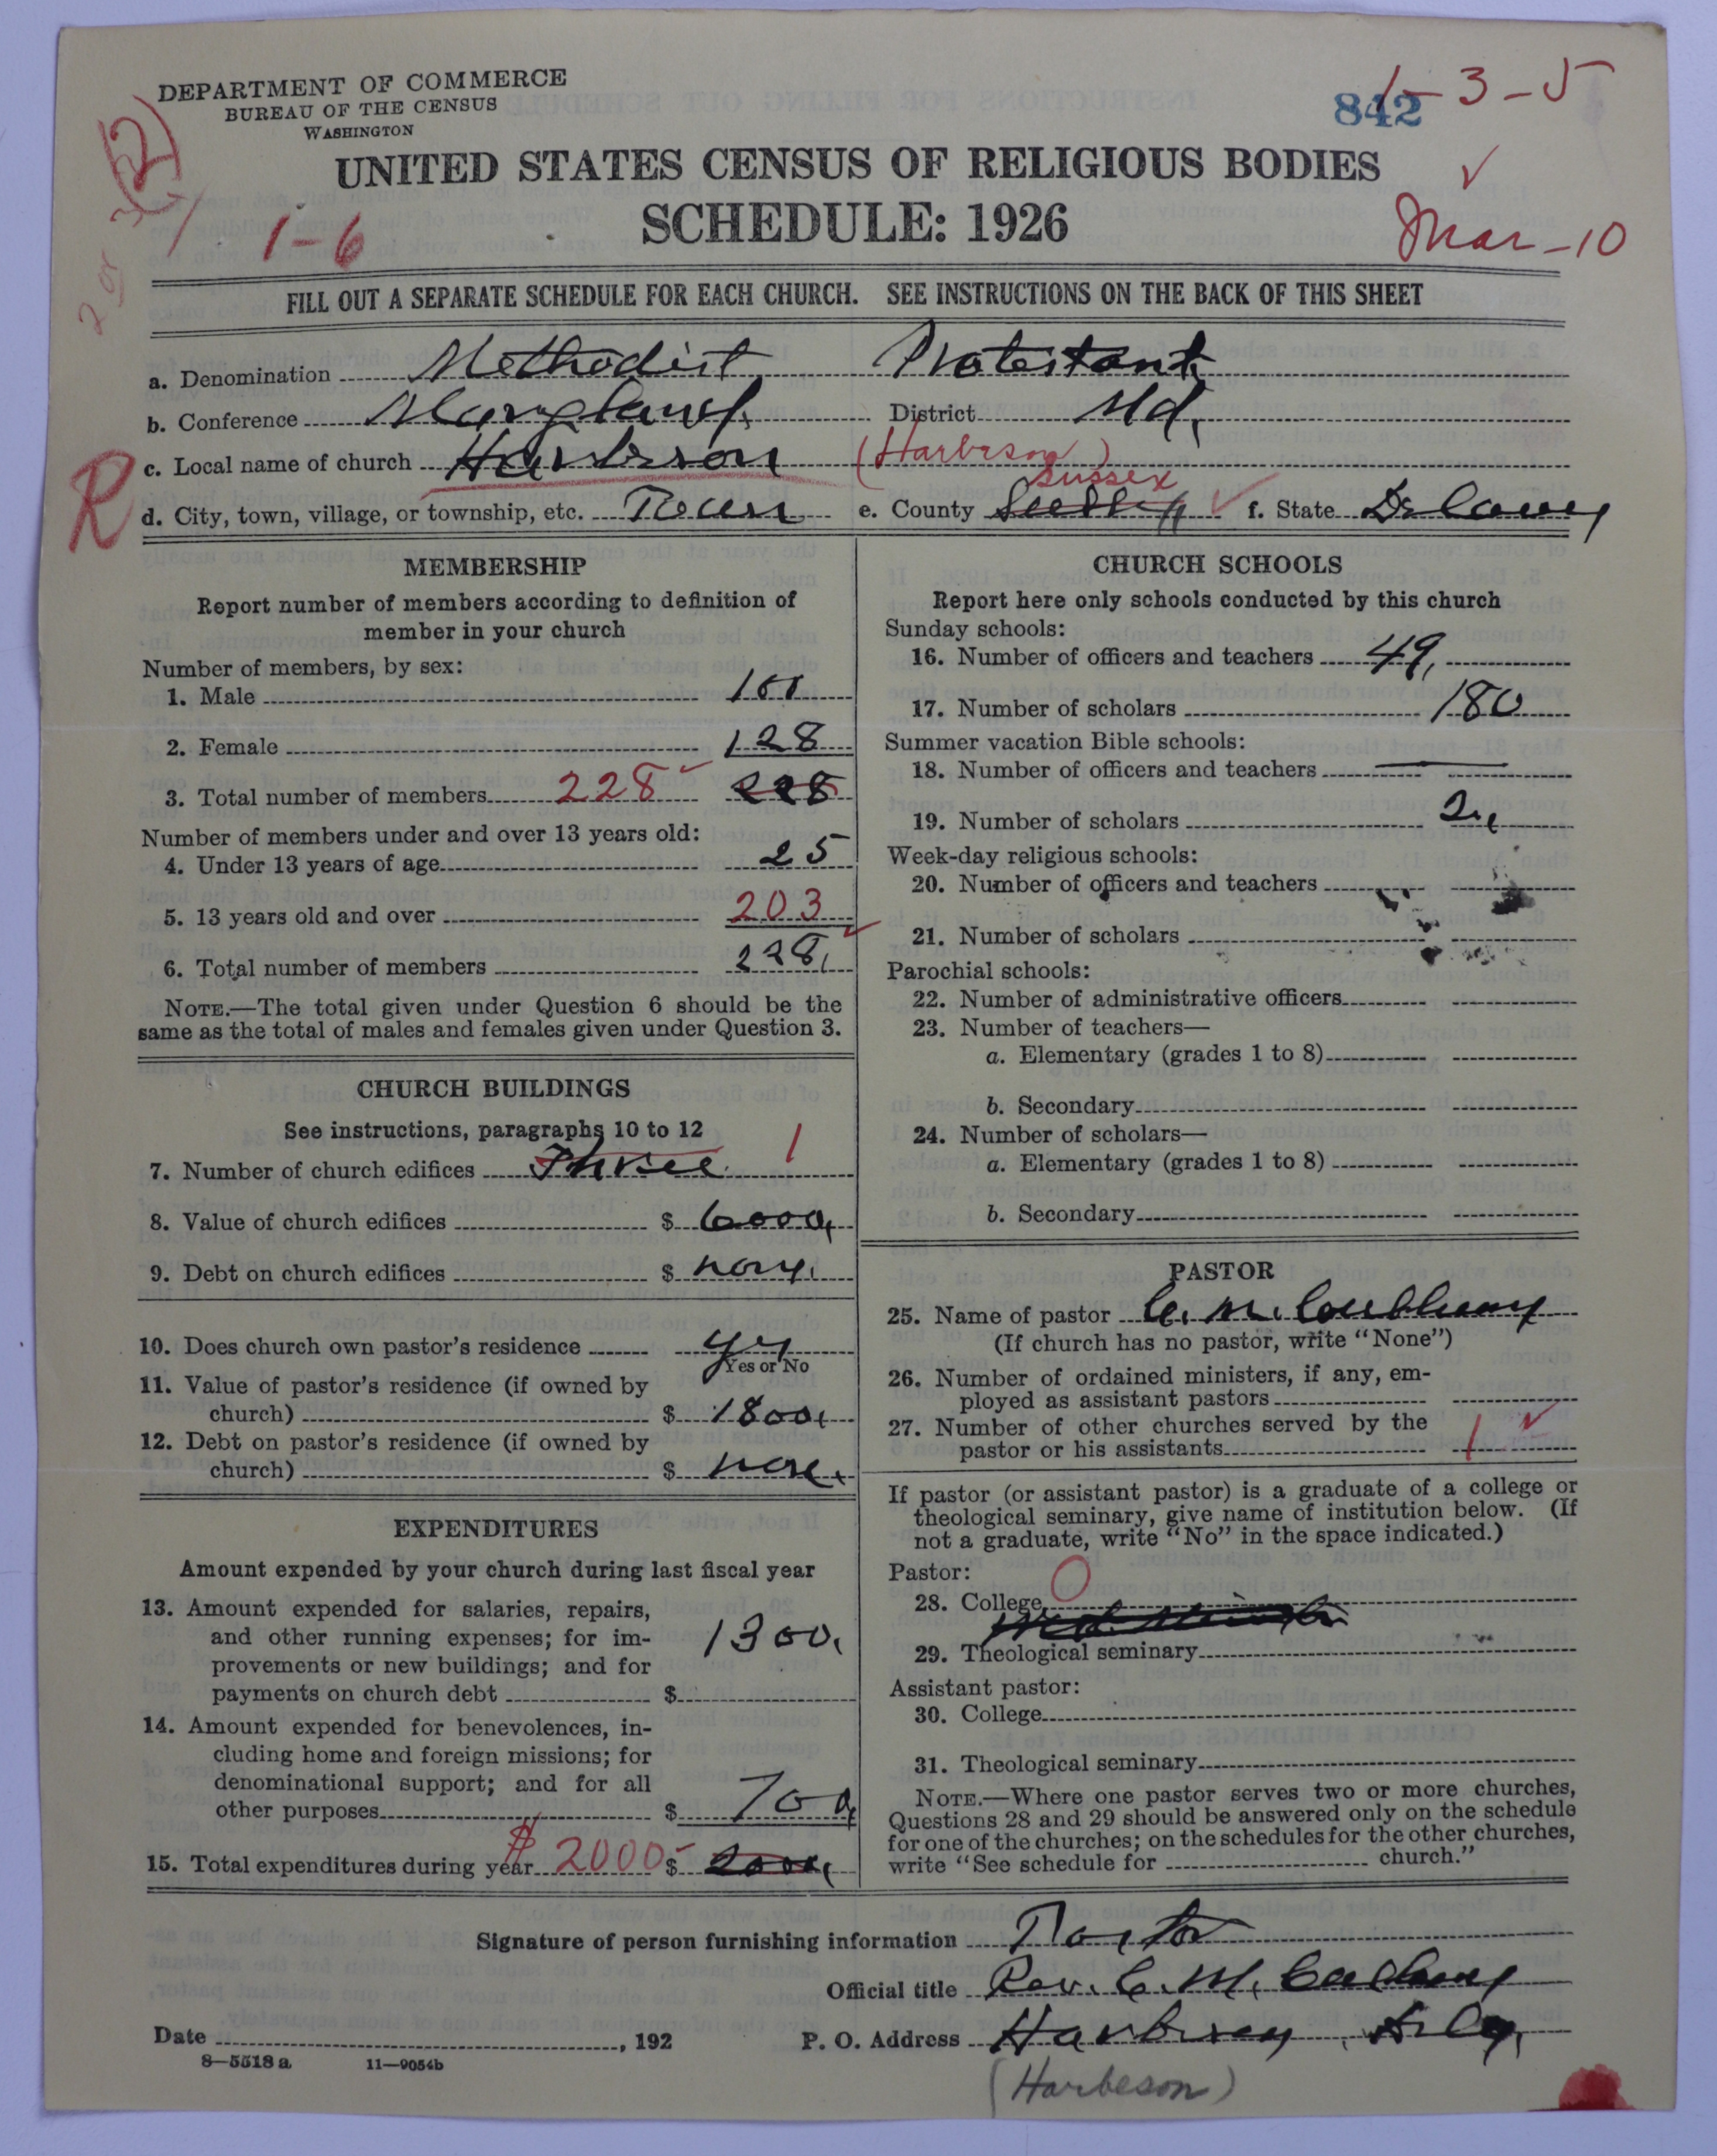 DEPARTMENT OF COMMERCE
BUREAU OF THE CENSUS
WASHINGTON
842
1-3-5
(2)
UNITED STATES CENSUS OF RELIGIOUS BODIES
SCHEDULE: 1926
1-6
Mar-10
FILL OUT A SEPARATE SCHEDULE FOR EACH CHURCH. SEE INSTRUCTIONS ON THE BACK OF THIS SHEET
a. Denomination Methodist Protestant
b. Conference Maryland District Md.
R
c. Local name of church Harbeson (Harbeson)
Sussex
d. City, town, village, or township, etc. Town e. County f. State
MEMBERSHIP
Report number of members according to definition of
member in your church
Number of members, by sex:
1. Male 100
2. Female 128
3. Total number of members 228 228
Number of members under and over 13 years old:
4. Under 13 years of age 25
5. 13 years old and over 203
6. Total number of members 228
NOTE.—The total given under Question 6 should be the
same as the total of males and females given under Question 3.
CHURCH BUILDINGS
See instructions, paragraphs 10 to 12
7. Number of church edifices Three 1
8. Value of church edifices $ 6000
9. Debt on church edifices $ none
10. Does church own pastor's residence yes
Yes or No
11. Value of pastor's residence (if owned by
church) $ 1800
12. Debt on pastor's residence (if owned by
church) $ none
EXPENDITURES
Amount expended by your church during last fiscal year
13. Amount expended for salaries, repairs,
and other running expenses; for im-
provements or new buildings; and for
payments on church debt $ 1300
14. Amount expended for benevolences, in-
cluding home and foreign missions; for
denominational support; and for all
other purposes $ 700
15. Total expenditures during year $2000 $ 2000
CHURCH SCHOOLS
Report here only schools conducted by this church
Sunday schools:
16. Number of officers and teachers 49
17. Number of scholars 180
Summer vacation Bible schools:
18. Number of officers and teachers
19. Number of scholars 2
Week-day religious schools:
20. Number of officers and teachers
21. Number of scholars
Parochial schools:
22. Number of administrative officers
23. Number of teachers—
a. Elementary (grades 1 to 8)
b. Secondary
24. Number of scholars—
a. Elementary (grades 1 to 8)
b. Secondary
PASTOR
25. Name of pastor C. M.
(If church has no pastor, write "None")
26. Number of ordained ministers, if any, em-
ployed as assistant pastors
27. Number of other churches served by the
pastor or his assistants 1
If pastor (or assistant pastor) is a graduate of a college or
theological seminary, give name of institution below. (If
not a graduate, write "No" in the space indicated.)
Pastor:
28. College 0
29. Theological seminary
Assistant pastor:
30. College
31. Theological seminary
NOTE.—Where one pastor serves two or more churches,
Questions 28 and 29 should be answered only on the schedule
for one of the churches; on the schedules for the other churches,
write "See schedule for church."
Signature of person furnishing information Pastor
Official title Rev. C. M.
Date , 192 P. O. Address
8—5518 a 11—9054b
(Harbeson)